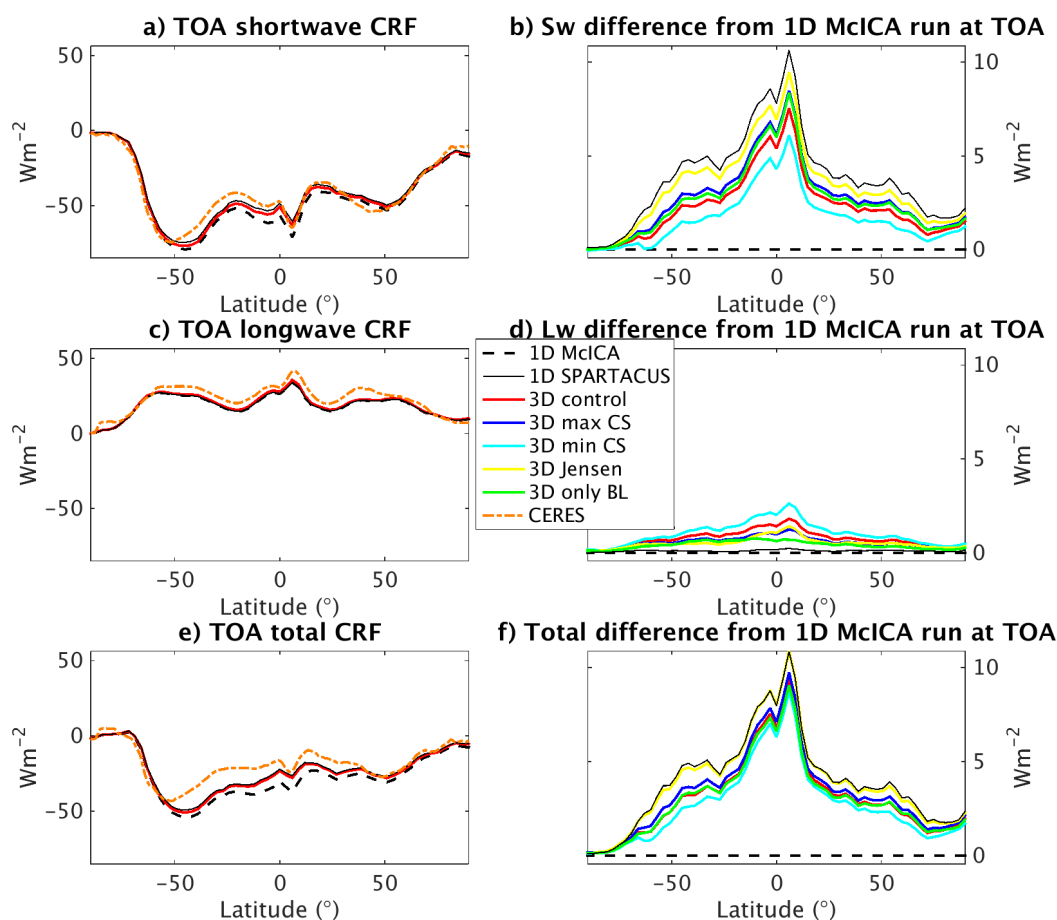 a) TOA shortwave CRF
50
0
-50
Wm−2
-50 0 50
Latitude (°)
b) Sw difference from 1D McICA run at TOA
10
5
0
Wm−2
-50 0 50
Latitude (°)
c) TOA longwave CRF
50
0
-50
Wm−2
-50 0 50
Latitude (°)
d) Lw difference from 1D McICA run at TOA
10
5
0
Wm−2
-50 0 50
Latitude (°)
1D McICA
1D SPARTACUS
3D control
3D max CS
3D min CS
3D Jensen
3D only BL
CERES
e) TOA total CRF
50
0
-50
Wm−2
-50 0 50
Latitude (°)
f) Total difference from 1D McICA run at TOA
10
5
0
Wm−2
-50 0 50
Latitude (°)